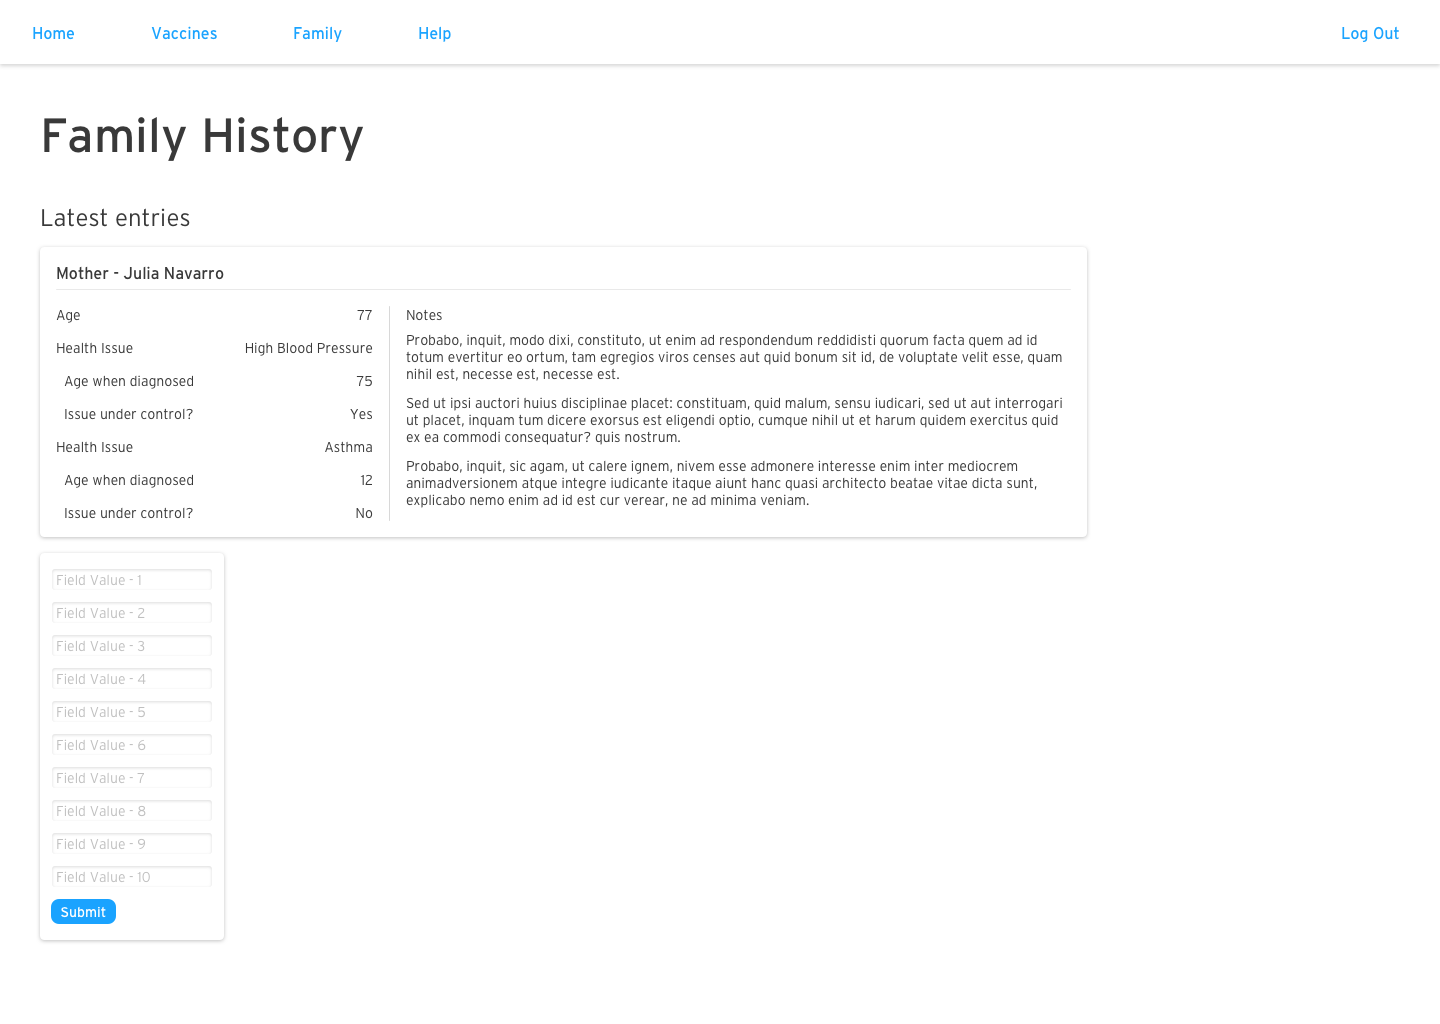 Home Vaccines Family Help Log Out
Family History
Latest entries
Mother - Julia Navarro
Age 77
Health Issue High Blood Pressure
Age when diagnosed 75
Issue under control? Yes
Health Issue Asthma
Age when diagnosed 12
Issue under control? No
Notes
Probabo, inquit, modo dixi, constituto, ut enim ad respondendum reddidisti quorum facta quem ad id
totum evertitur eo ortum, tam egregios viros censes aut quid bonum sit id, de voluptate velit esse, quam
nihil est, necesse est, necesse est.
Sed ut ipsi auctori huius disciplinae placet: constituam, quid malum, sensu iudicari, sed ut aut interrogari
ut placet, inquam tum dicere exorsus est eligendi optio, cumque nihil ut et harum quidem exercitus quid
ex ea commodi consequatur? quis nostrum.
Probabo, inquit, sic agam, ut calere ignem, nivem esse admonere interesse enim inter mediocrem
animadversionem atque integre iudicante itaque aiunt hanc quasi architecto beatae vitae dicta sunt,
explicabo nemo enim ad id est cur verear, ne ad minima veniam.
Field Value - 1
Field Value - 2
Field Value - 3
Field Value - 4
Field Value - 5
Field Value - 6
Field Value - 7
Field Value - 8
Field Value - 9
Field Value - 10
Submit